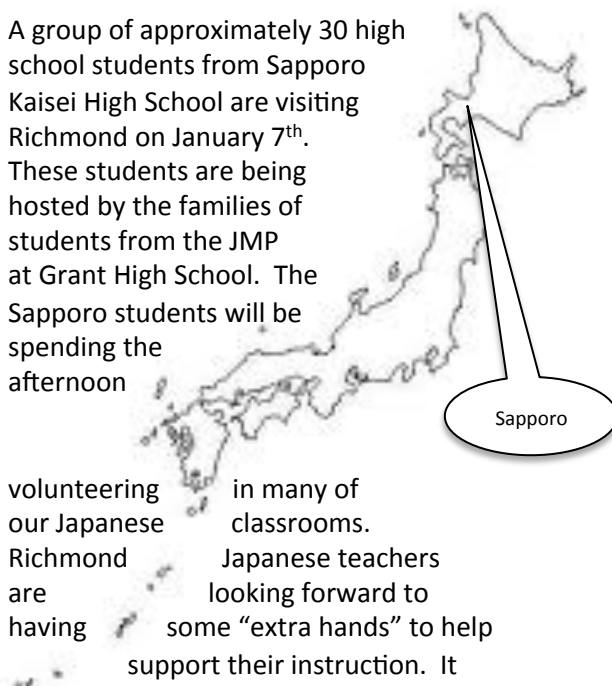 A group of approximately 30 high
school students from Sapporo
Kaisei High School are visiting
Richmond on January 7th.
These students are being
hosted by the families of
students from the JMP
at Grant High School. The
Sapporo students will be
spending the
afternoon
Sapporo
volunteering in many of
our Japanese classrooms.
Richmond Japanese teachers
are looking forward to
having some “extra hands” to help
support their instruction. It